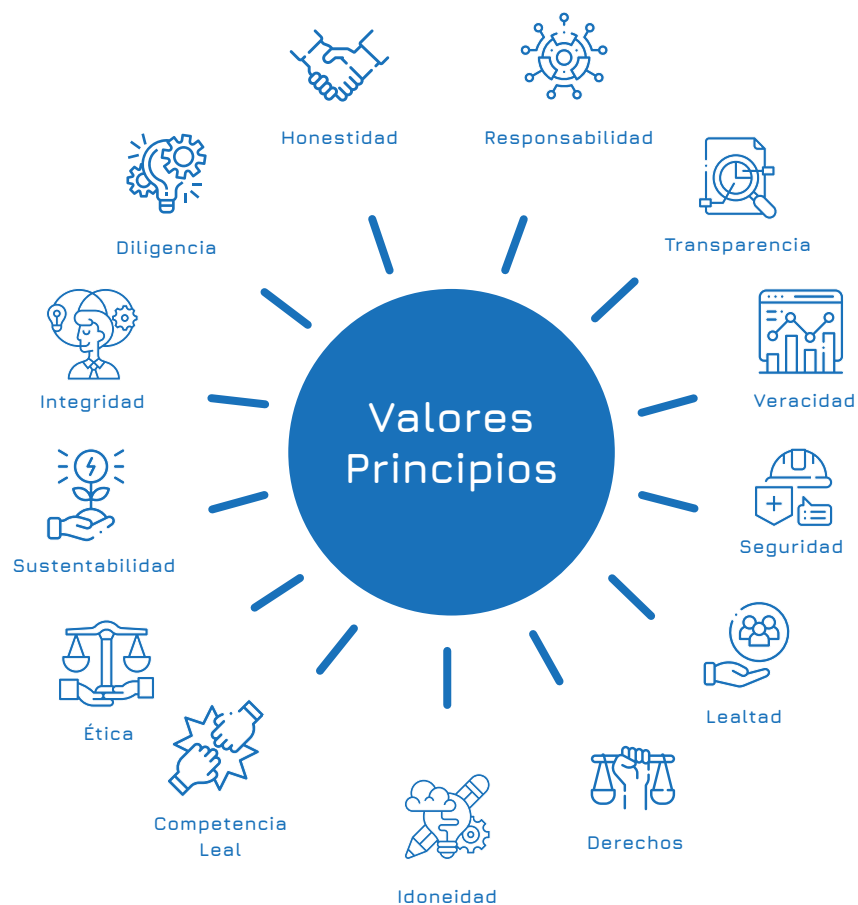 Honestidad
Responsabilidad
Diligencia
Transparencia
Integridad
Veracidad
Valores
Principios
Sustentabilidad
Seguridad
Ética
Lealtad
Competencia
Leal
Derechos
Idoneidad